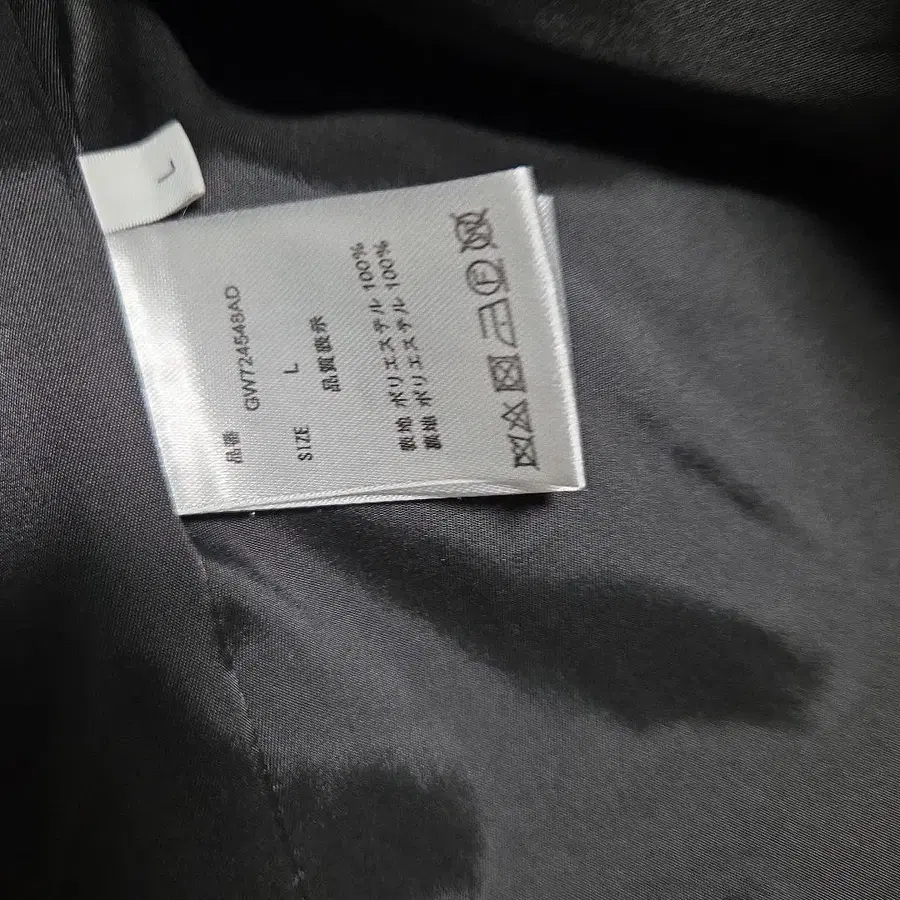 L
品番
GW724548AD
SIZE
L
品質表示
表地 ポリエステル 100%
裏地 ポリエステル 100%